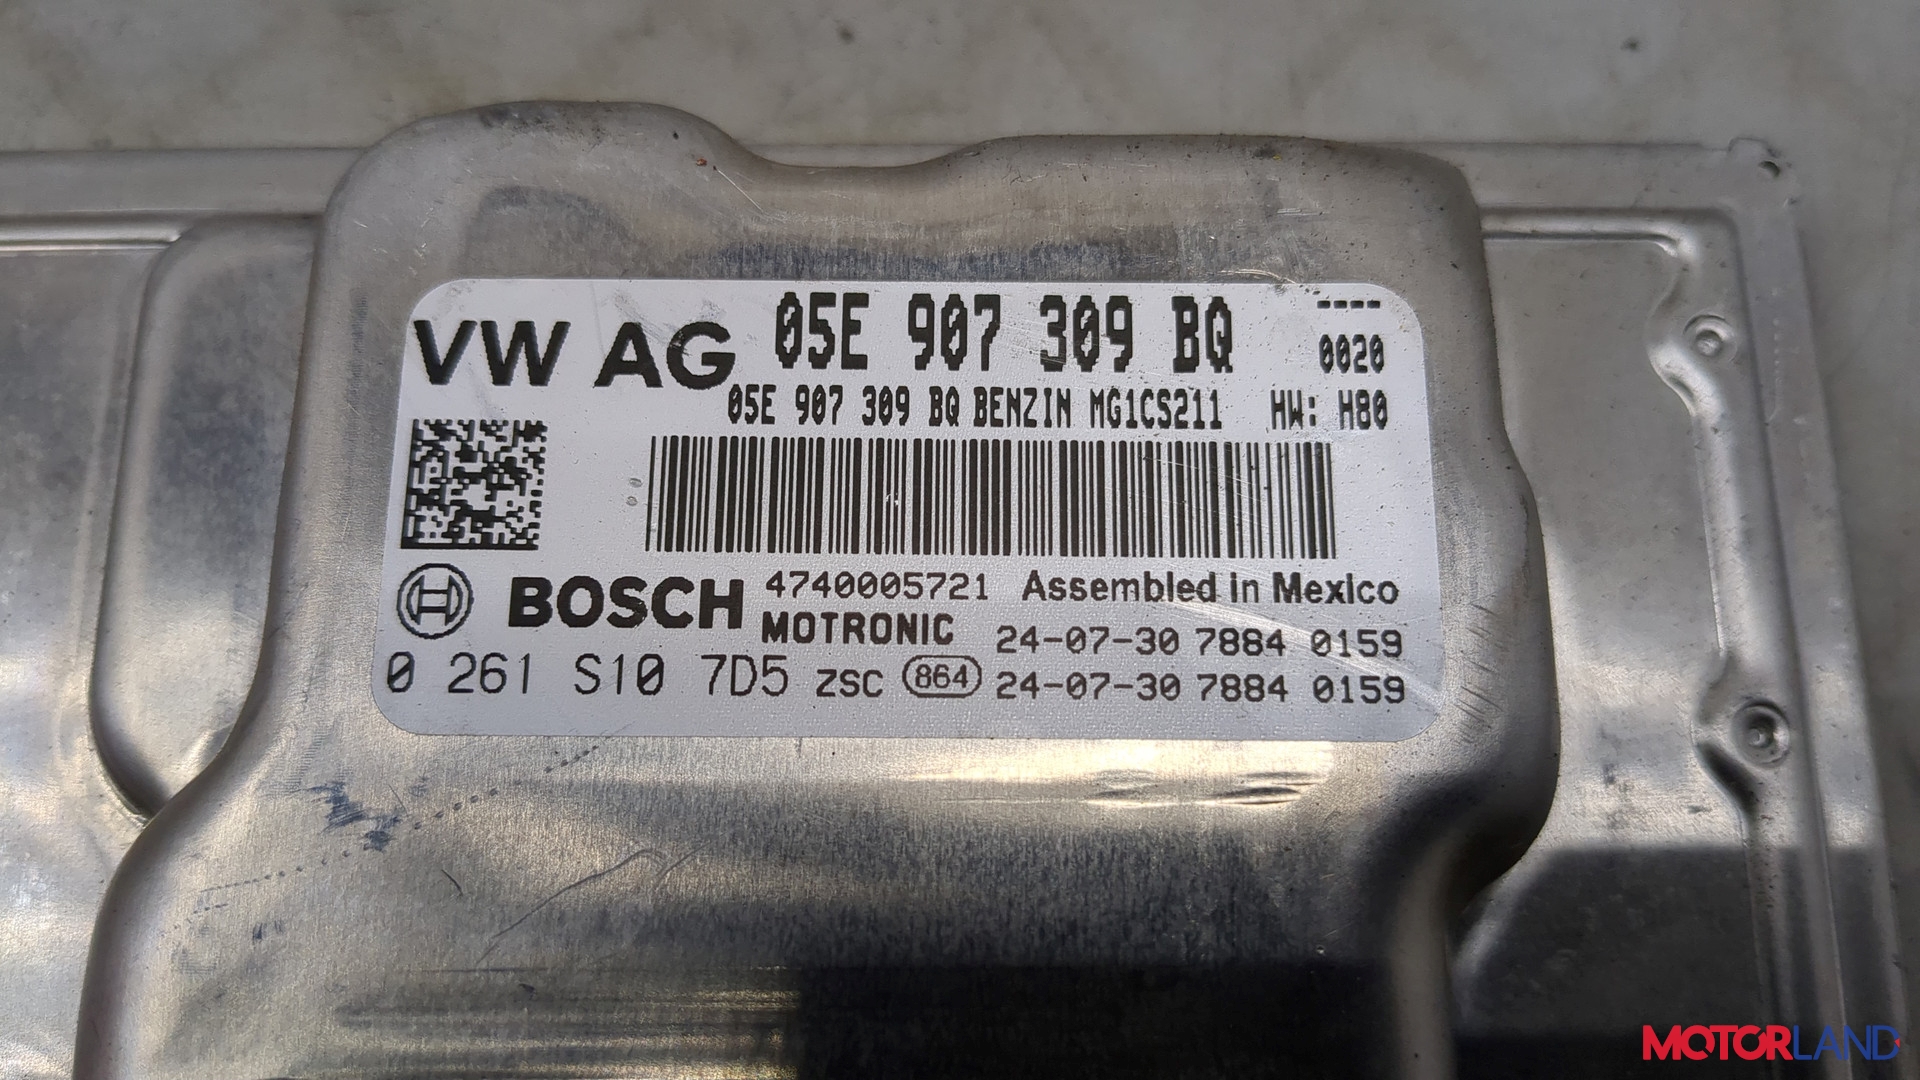 VW AG 05E 907 309 BQ ----
0020
05E 907 309 BQ BENZIN MG1CS211 HW: H80
BOSCH 4740005721 Assembled in Mexico
MOTRONIC 24-07-30 7884 0159
0 261 S10 7D5 ZSC 864 24-07-30 7884 0159
MOTORLAND